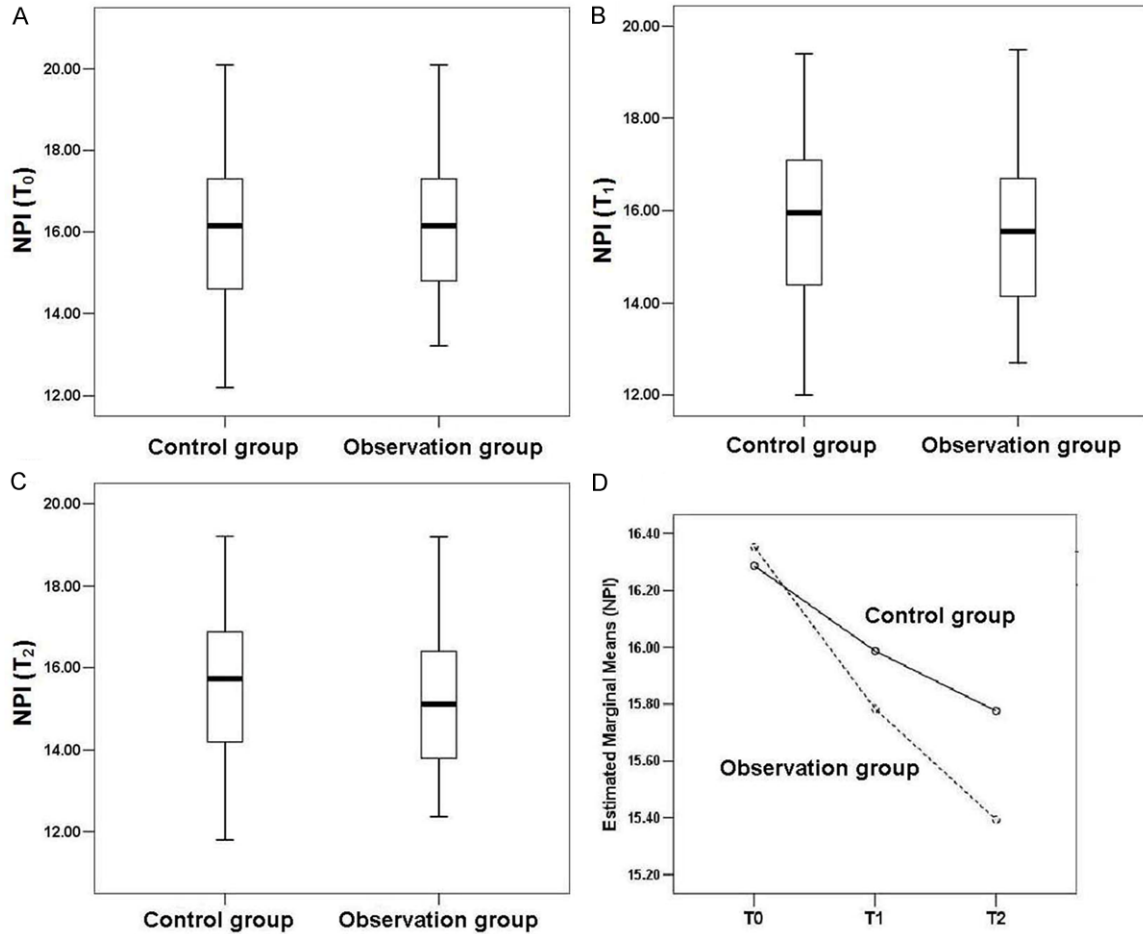 A
NPI (T₀)
20.00
18.00
16.00
14.00
12.00
Control group
Observation group
B
NPI (T₁)
20.00
18.00
16.00
14.00
12.00
Control group
Observation group
C
NPI (T₂)
20.00
18.00
16.00
14.00
12.00
Control group
Observation group
D
Estimated Marginal Means (NPI)
16.40
16.20
16.00
15.80
15.60
15.40
15.20
Control group
Observation group
T0
T1
T2